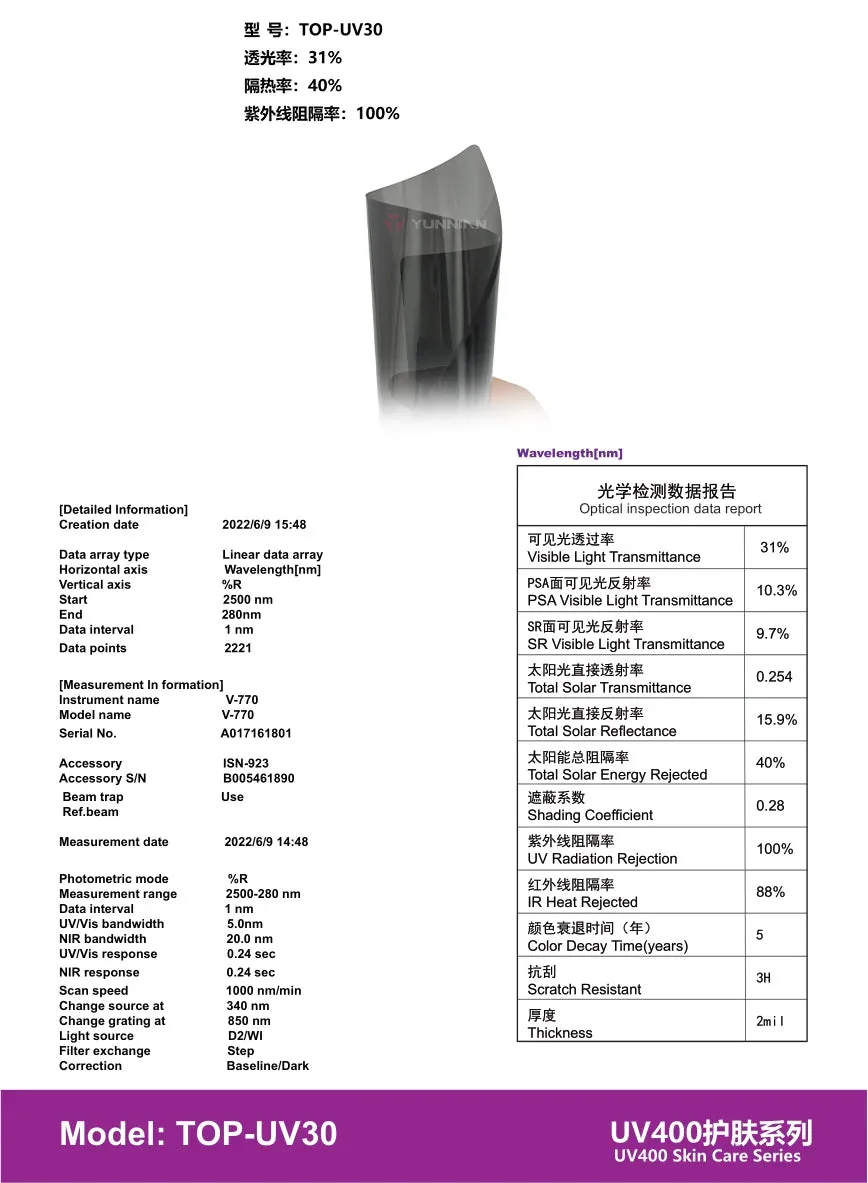 型 号：TOP-UV30
透光率：31%
隔热率：40%
紫外线阻隔率：100%
YUNNIAN
[Detailed Information]
Creation date 2022/6/9 15:48
Data array type Linear data array
Horizontal axis Wavelength[nm]
Vertical axis %R
Start 2500 nm
End 280nm
Data interval 1 nm
Data points 2221
[Measurement In formation]
Instrument name V-770
Model name V-770
Serial No. A017161801
Accessory ISN-923
Accessory S/N B005461890
Beam trap Use
Ref.beam
Measurement date 2022/6/9 14:48
Photometric mode %R
Measurement range 2500-280 nm
Data interval 1 nm
UV/Vis bandwidth 5.0nm
NIR bandwidth 20.0 nm
UV/Vis response 0.24 sec
NIR response 0.24 sec
Scan speed 1000 nm/min
Change source at 340 nm
Change grating at 850 nm
Light source D2/WI
Filter exchange Step
Correction Baseline/Dark
Wavelength[nm]
光学检测数据报告
Optical inspection data report
可见光透过率
Visible Light Transmittance 31%
PSA面可见光反射率
PSA Visible Light Transmittance 10.3%
SR面可见光反射率
SR Visible Light Transmittance 9.7%
太阳光直接透射率
Total Solar Transmittance 0.254
太阳光直接反射率
Total Solar Reflectance 15.9%
太阳能总阻隔率
Total Solar Energy Rejected 40%
遮蔽系数
Shading Coefficient 0.28
紫外线阻隔率
UV Radiation Rejection 100%
红外线阻隔率
IR Heat Rejected 88%
颜色衰退时间（年）
Color Decay Time(years) 5
抗刮
Scratch Resistant 3H
厚度
Thickness 2mil
Model: TOP-UV30
UV400护肤系列
UV400 Skin Care Series